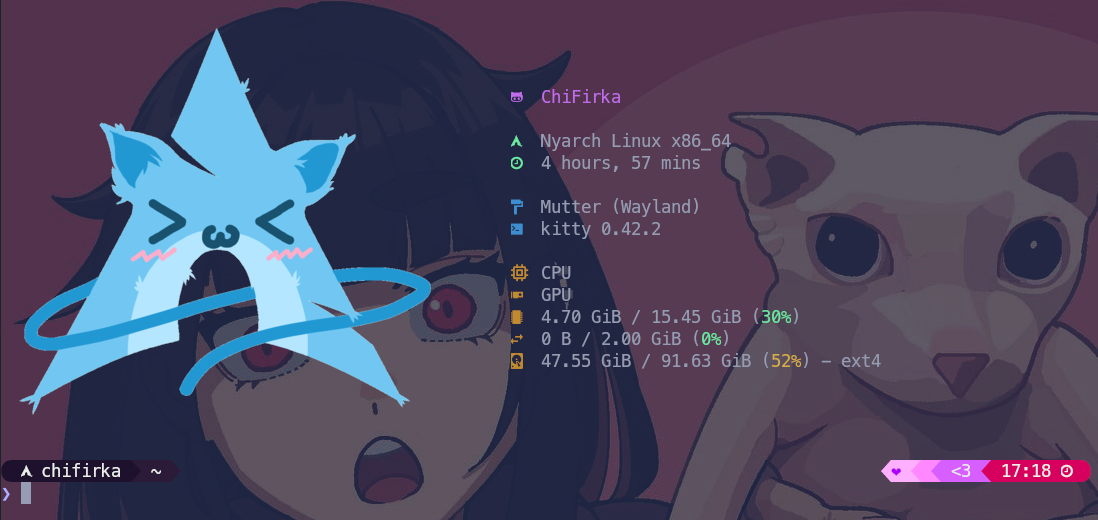 ChiFirka
Nyarch Linux x86_64
4 hours, 57 mins
Mutter (Wayland)
kitty 0.42.2
CPU
GPU
4.70 GiB / 15.45 GiB (30%)
0 B / 2.00 GiB (0%)
47.55 GiB / 91.63 GiB (52%) - ext4
chifirka ~ ❤ <3 17:18
❯